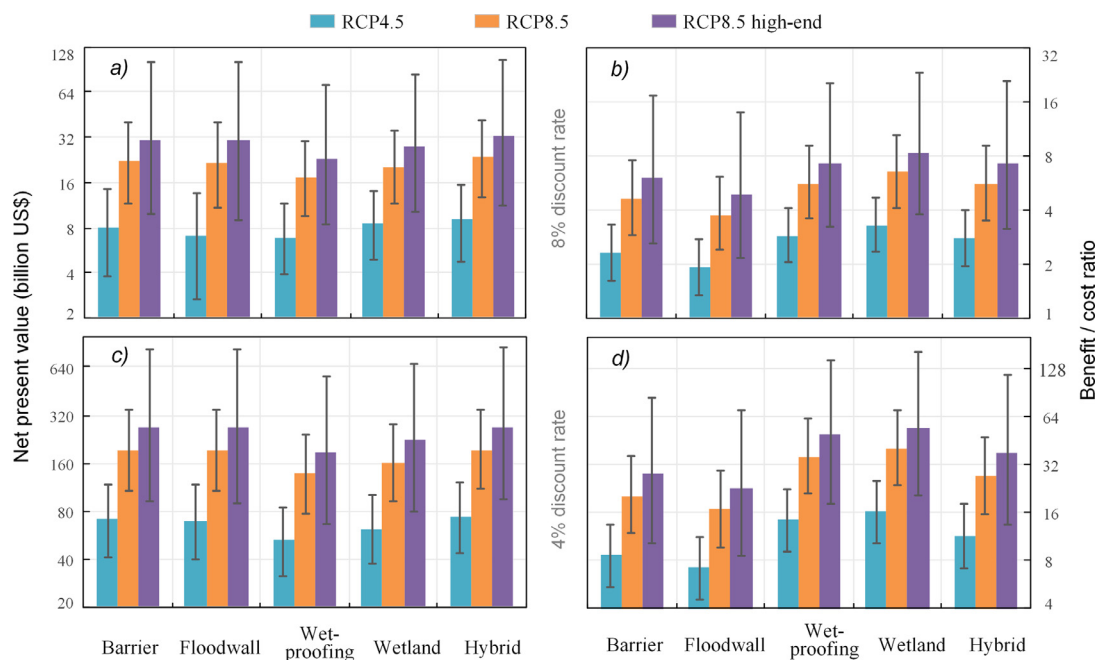 RCP4.5 RCP8.5 RCP8.5 high-end
Net present value (billion US$)
128
64
32
16
8
4
2
a)
8% discount rate
b)
32
16
8
4
2
1
Benefit / cost ratio
640
320
160
80
40
20
c)
4% discount rate
d)
128
64
32
16
8
4
Barrier Floodwall Wet- Wetland Hybrid
proofing
Barrier Floodwall Wet- Wetland Hybrid
proofing